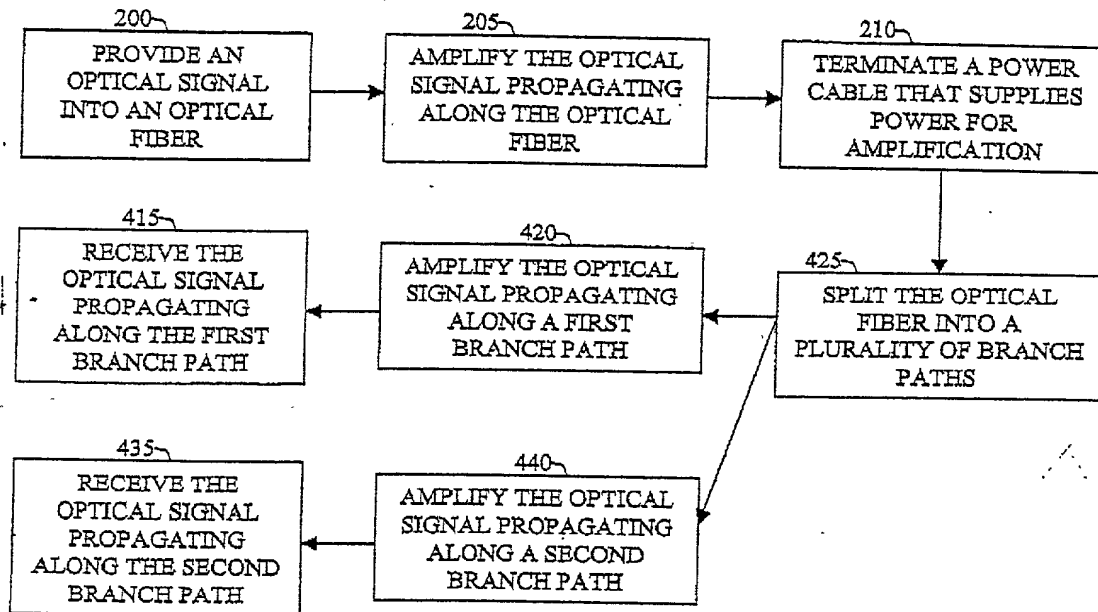 200
PROVIDE AN
OPTICAL SIGNAL
INTO AN OPTICAL
FIBER
205
AMPLIFY THE OPTICAL
SIGNAL PROPAGATING
ALONG THE OPTICAL
FIBER
210
TERMINATE A POWER
CABLE THAT SUPPLIES
POWER FOR
AMPLIFICATION
415
RECEIVE THE
OPTICAL SIGNAL
PROPAGATING
ALONG THE FIRST
BRANCH PATH
420
AMPLIFY THE OPTICAL
SIGNAL PROPAGATING
ALONG A FIRST
BRANCH PATH
425
SPLIT THE OPTICAL
FIBER INTO A
PLURALITY OF BRANCH
PATHS
435
RECEIVE THE
OPTICAL SIGNAL
PROPAGATING
ALONG THE SECOND
BRANCH PATH
440
AMPLIFY THE OPTICAL
SIGNAL PROPAGATING
ALONG A SECOND
BRANCH PATH